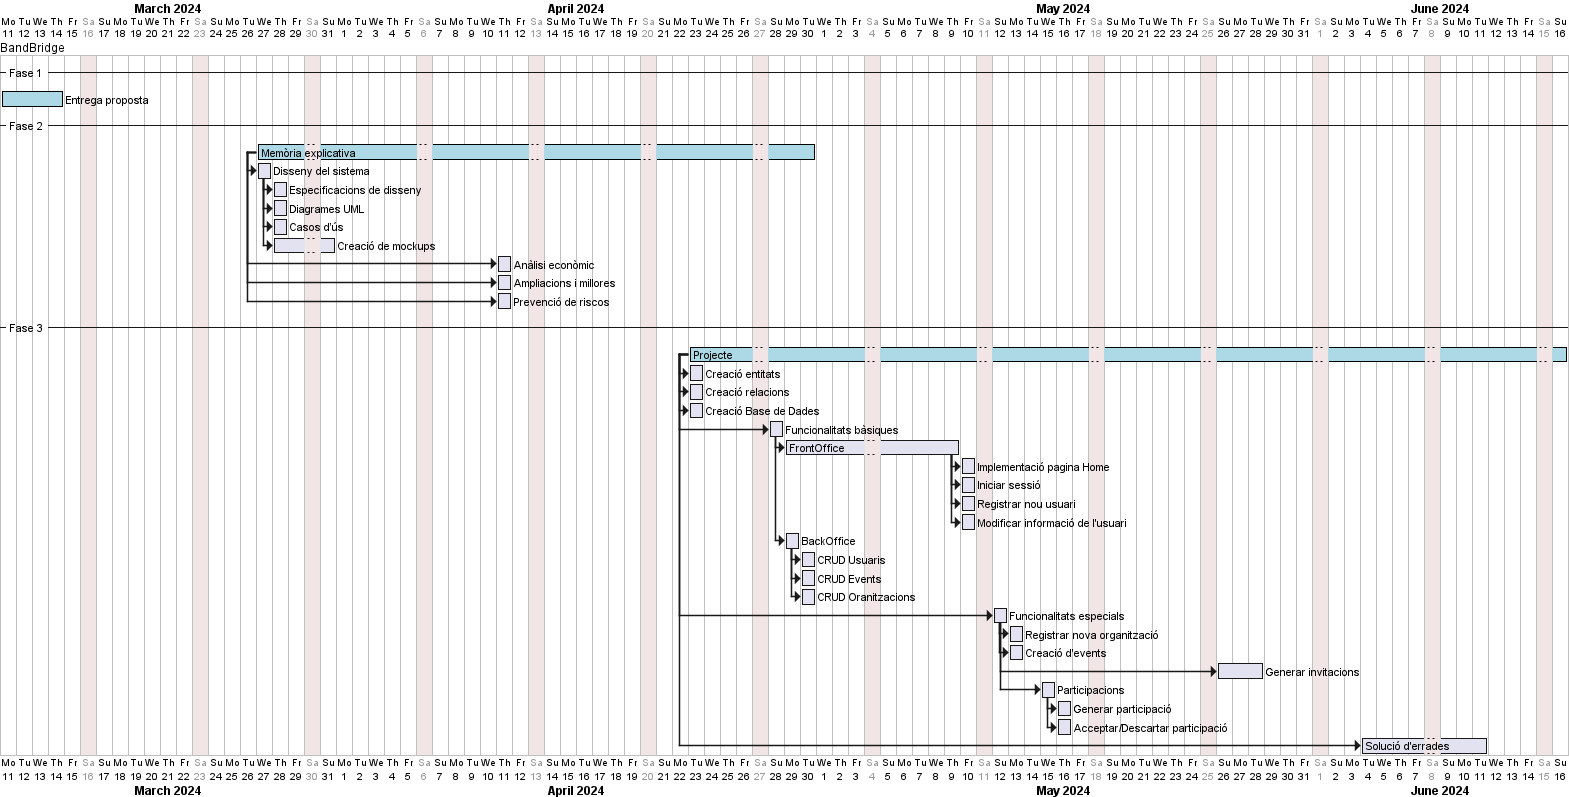 March 2024 April 2024 May 2024 June 2024
Mo Tu We Th Fr Sa Su Mo Tu We Th Fr Sa Su Mo Tu We Th Fr Sa Su Mo Tu We Th Fr Sa Su Mo Tu We Th Fr Sa Su Mo Tu We Th Fr Sa Su Mo Tu We Th Fr Sa Su Mo Tu We Th Fr Sa Su Mo Tu We Th Fr Sa Su Mo Tu We Th Fr Sa Su Mo Tu We Th Fr Sa Su Mo Tu We Th Fr Sa Su Mo Tu We Th Fr Sa Su Mo Tu We Th Fr Sa Su
11 12 13 14 15 16 17 18 19 20 21 22 23 24 25 26 27 28 29 30 31 1 2 3 4 5 6 7 8 9 10 11 12 13 14 15 16 17 18 19 20 21 22 23 24 25 26 27 28 29 30 1 2 3 4 5 6 7 8 9 10 11 12 13 14 15 16 17 18 19 20 21 22 23 24 25 26 27 28 29 30 31 1 2 3 4 5 6 7 8 9 10 11 12 13 14 15 16
BandBridge
Fase 1
Entrega proposta
Fase 2
Memòria explicativa
Disseny del sistema
Especificacions de disseny
Diagrames UML
Casos d'ús
Creació de mockups
Anàlisi econòmic
Ampliacions i millores
Prevenció de riscos
Fase 3
Projecte
Creació entitats
Creació relacions
Creació Base de Dades
Funcionalitats bàsiques
FrontOffice
Implementació pagina Home
Iniciar sessió
Registrar nou usuari
Modificar informació de l'usuari
BackOffice
CRUD Usuaris
CRUD Events
CRUD Oranitzacions
Funcionalitats especials
Registrar nova organització
Creació d'events
Generar invitacions
Participacions
Generar participació
Acceptar/Descartar participació
Solució d'errades
Mo Tu We Th Fr Sa Su Mo Tu We Th Fr Sa Su Mo Tu We Th Fr Sa Su Mo Tu We Th Fr Sa Su Mo Tu We Th Fr Sa Su Mo Tu We Th Fr Sa Su Mo Tu We Th Fr Sa Su Mo Tu We Th Fr Sa Su Mo Tu We Th Fr Sa Su Mo Tu We Th Fr Sa Su Mo Tu We Th Fr Sa Su Mo Tu We Th Fr Sa Su Mo Tu We Th Fr Sa Su Mo Tu We Th Fr Sa Su
11 12 13 14 15 16 17 18 19 20 21 22 23 24 25 26 27 28 29 30 31 1 2 3 4 5 6 7 8 9 10 11 12 13 14 15 16 17 18 19 20 21 22 23 24 25 26 27 28 29 30 1 2 3 4 5 6 7 8 9 10 11 12 13 14 15 16 17 18 19 20 21 22 23 24 25 26 27 28 29 30 31 1 2 3 4 5 6 7 8 9 10 11 12 13 14 15 16
March 2024 April 2024 May 2024 June 2024